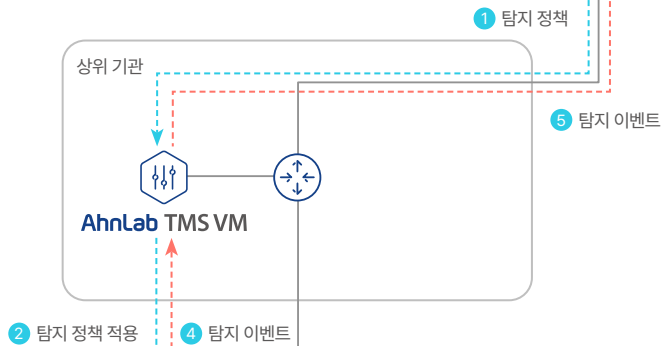 1 탐지 정책
상위 기관
5 탐지 이벤트
AhnLab TMS VM
2 탐지 정책 적용
4 탐지 이벤트